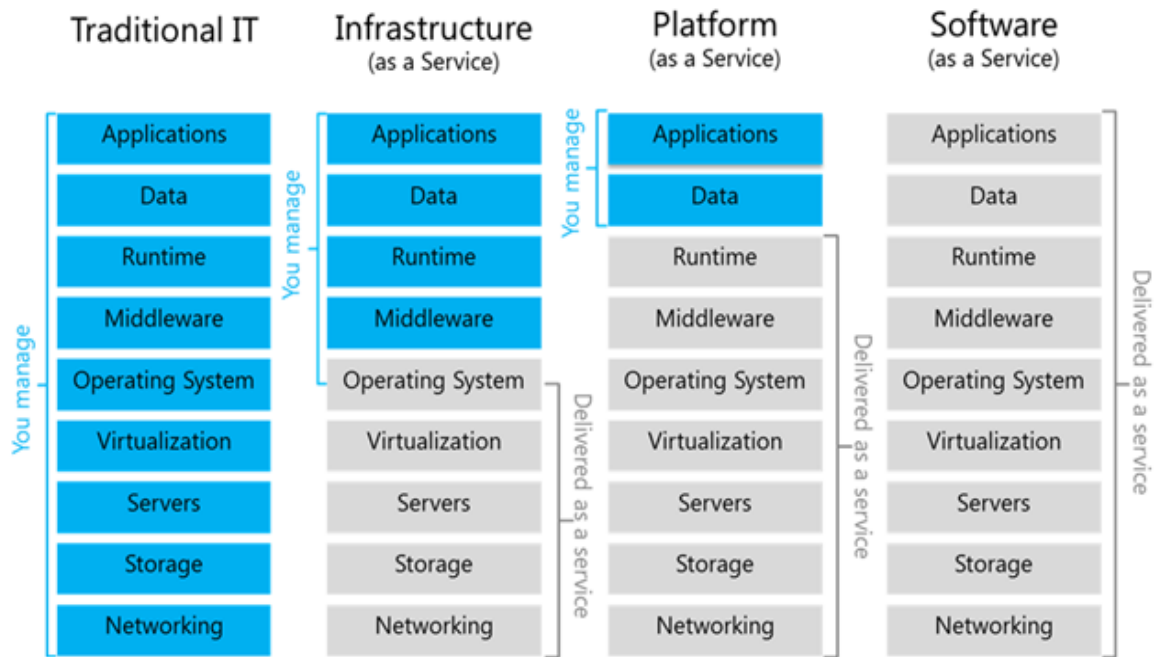 Traditional IT
Infrastructure
(as a Service)
Platform
(as a Service)
Software
(as a Service)
You manage
Applications
Data
Runtime
Middleware
Operating System
Virtualization
Servers
Storage
Networking
You manage
Applications
Data
Runtime
Middleware
Operating System
Virtualization
Servers
Storage
Networking
Delivered as a service
You manage
Applications
Data
Runtime
Middleware
Operating System
Virtualization
Servers
Storage
Networking
Delivered as a service
Applications
Data
Runtime
Middleware
Operating System
Virtualization
Servers
Storage
Networking
Delivered as a service